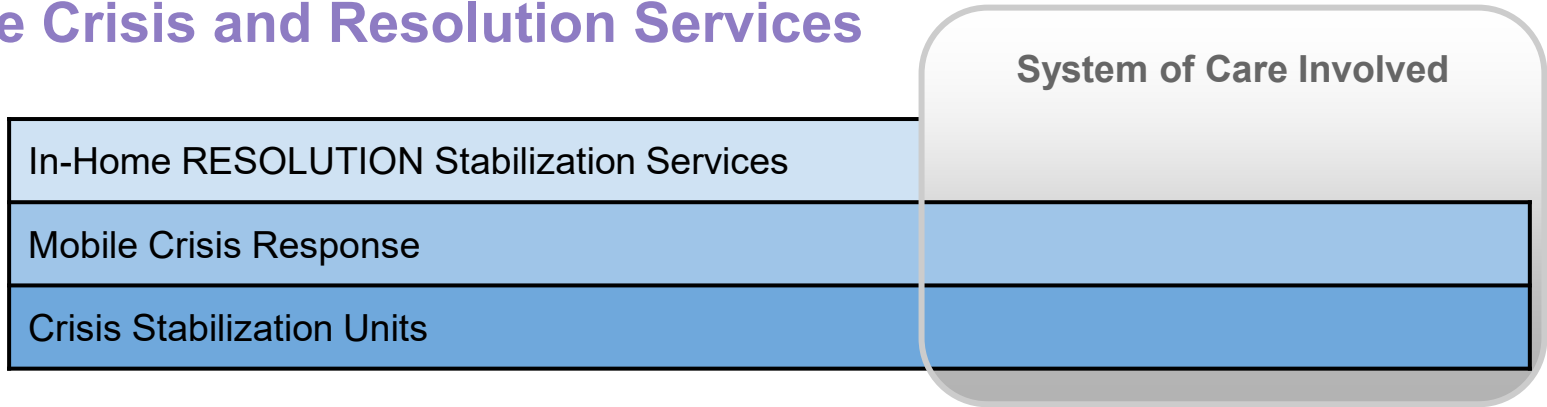 e Crisis and Resolution Services
System of Care Involved
In-Home RESOLUTION Stabilization Services
Mobile Crisis Response
Crisis Stabilization Units